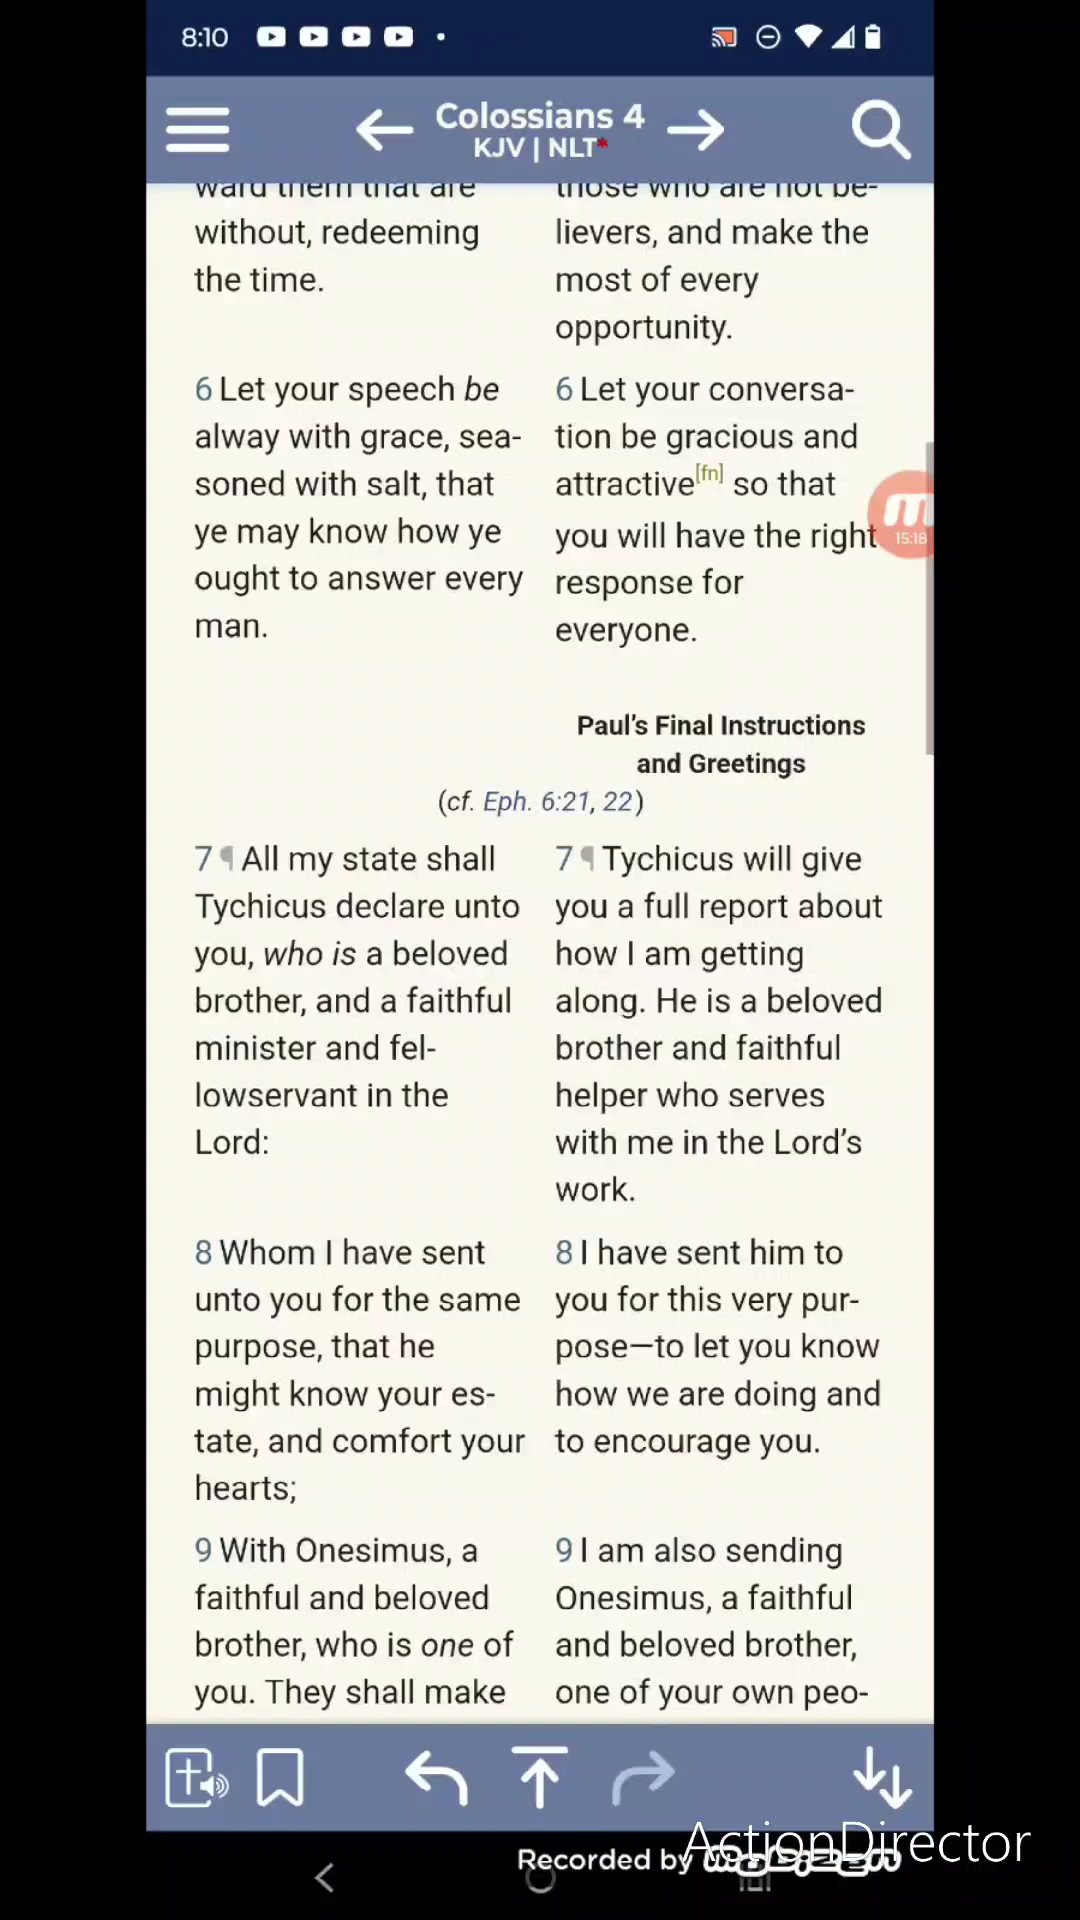 8:10
Colossians 4
KJV | NLT*
ward them that are
without, redeeming
the time.
those who are not be-
lievers, and make the
most of every
opportunity.
6 Let your speech be
alway with grace, sea-
soned with salt, that
ye may know how ye
ought to answer every
man.
6 Let your conversa-
tion be gracious and
attractive[fn] so that
you will have the right
response for
everyone.
m
15:18
Paul's Final Instructions
and Greetings
(cf. Eph. 6:21, 22)
7 ¶ All my state shall
Tychicus declare unto
you, who is a beloved
brother, and a faithful
minister and fel-
lowservant in the
Lord:
7 ¶ Tychicus will give
you a full report about
how I am getting
along. He is a beloved
brother and faithful
helper who serves
with me in the Lord's
work.
8 Whom I have sent
unto you for the same
purpose, that he
might know your es-
tate, and comfort your
hearts;
8 I have sent him to
you for this very pur-
pose—to let you know
how we are doing and
to encourage you.
9 With Onesimus, a
faithful and beloved
brother, who is one of
you. They shall make
9 I am also sending
Onesimus, a faithful
and beloved brother,
one of your own peo-
ActionDirector
Recorded by mobizen